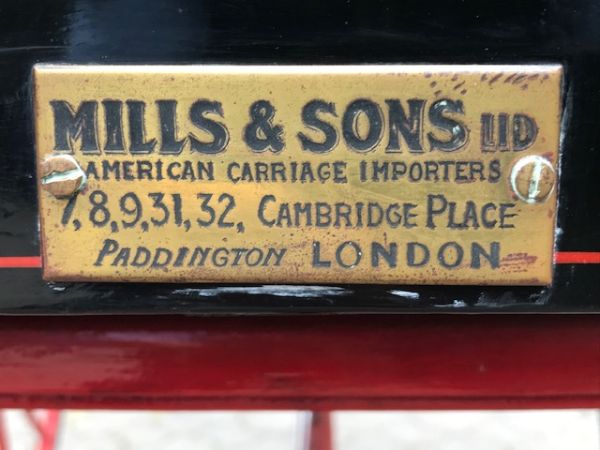 MILLS & SONS LTD
AMERICAN CARRIAGE IMPORTERS
7,8,9,31,32, CAMBRIDGE PLACE
PADDINGTON LONDON